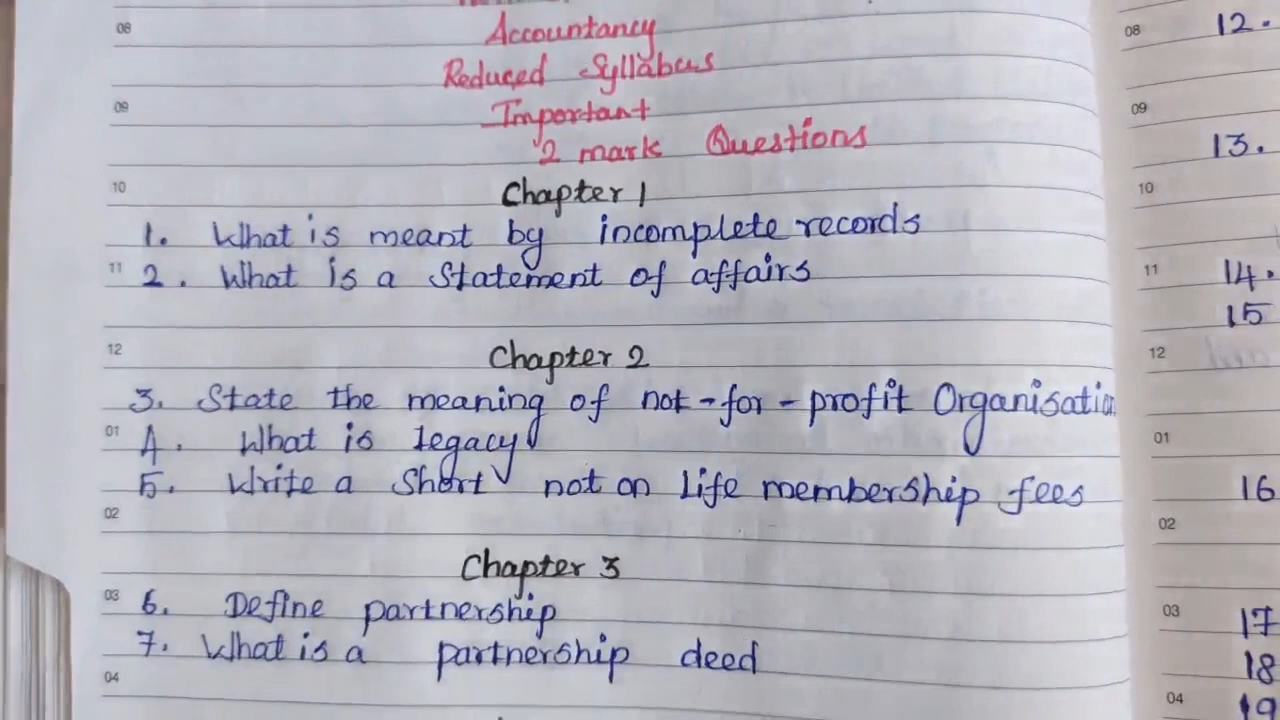 08
Accountancy
Reduced Syllabus
09
Important
2 mark Questions
10
Chapter 1
1. What is meant by incomplete records
11
2. What is a Statement of affairs
12
Chapter 2
3. State the meaning of not-for-profit Organisation
01
4. What is legacy
5. Write a Short not on Life membership fees
02
Chapter 3
03
6. Define partnership
7. What is a partnership deed
04
08
12.
09
13.
10
11
14.
15
12
01
16
02
03
17
18
04
19